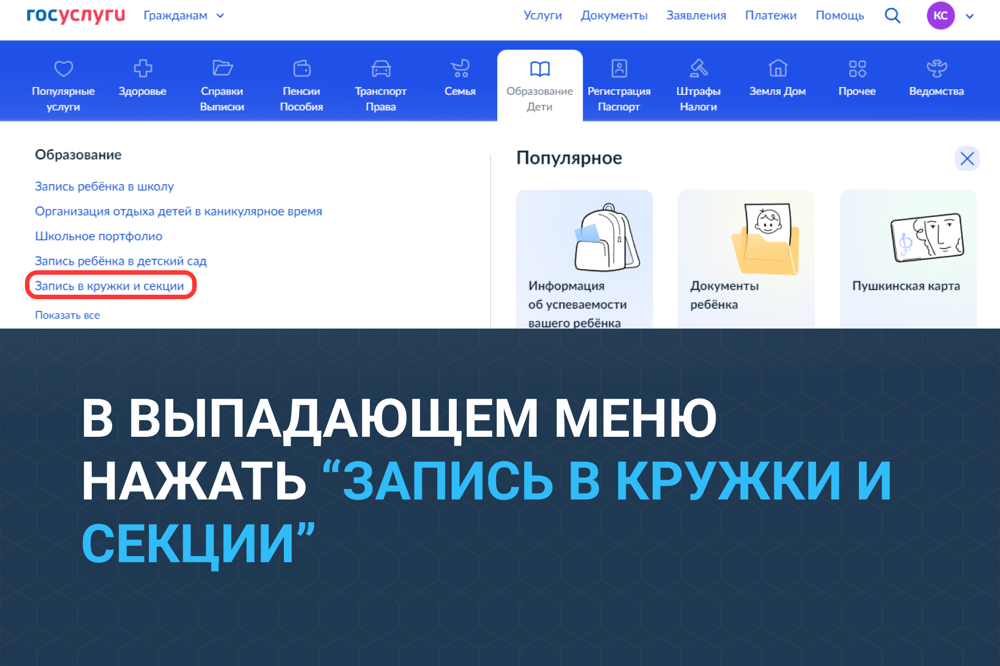 госуслуги Гражданам Услуги Документы Заявления Платежи Помощь КС
Популярные услуги
Здоровье
Справки Выписки
Пенсии Пособия
Транспорт Права
Семья
Образование Дети
Регистрация Паспорт
Штрафы Налоги
Земля Дом
Прочее
Ведомства
Образование
Запись ребёнка в школу
Организация отдыха детей в каникулярное время
Школьное портфолио
Запись ребёнка в детский сад
Запись в кружки и секции
Показать все
Популярное
Информация
об успеваемости
вашего ребёнка
Документы
ребёнка
Пушкинская карта
В ВЫПАДАЮЩЕМ МЕНЮ
НАЖАТЬ “ЗАПИСЬ В КРУЖКИ И
СЕКЦИИ”